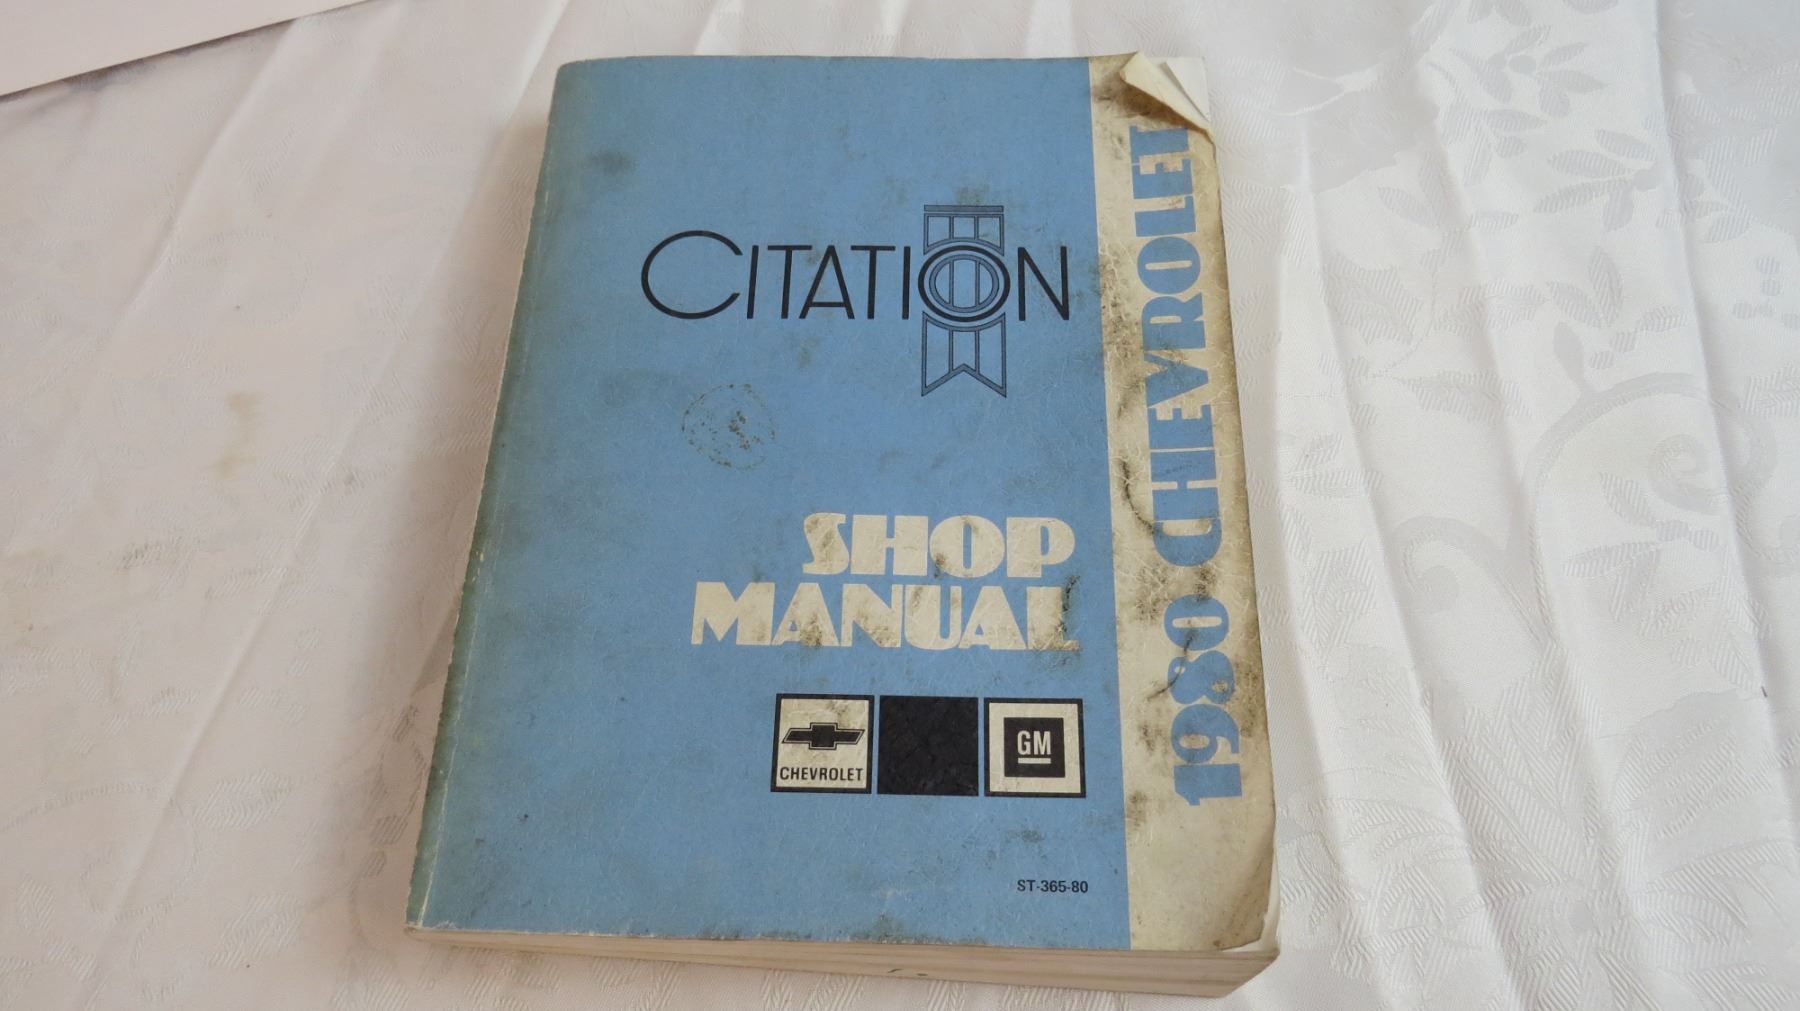 CITATION
SHOP
MANUAL
CHEVROLET
GM
ST-365-80
1980 CHEVROLET